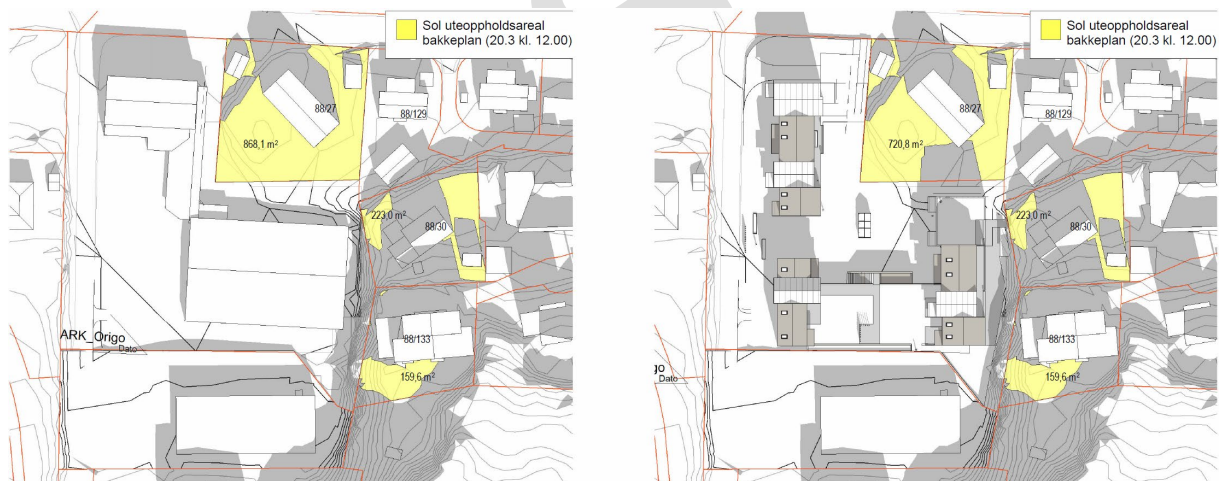 Sol uteoppholdsareal
bakkeplan (20.3 kl. 12.00)
88/27
88/129
868,1 m²
223,0 m²
88/30
ARK_Origo
Dato
88/133
159,6 m²
Sol uteoppholdsareal
bakkeplan (20.3 kl. 12.00)
88/27
88/129
720,8 m²
223,0 m²
88/30
88/133
go
Dato
159,6 m²